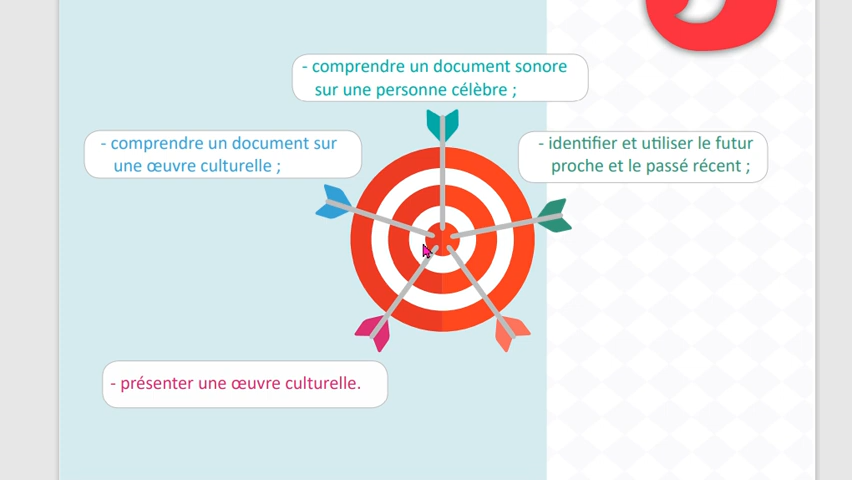 - comprendre un document sonore
sur une personne célèbre ;
- comprendre un document sur
une œuvre culturelle ;
- identifier et utiliser le futur
proche et le passé récent ;
- présenter une œuvre culturelle.